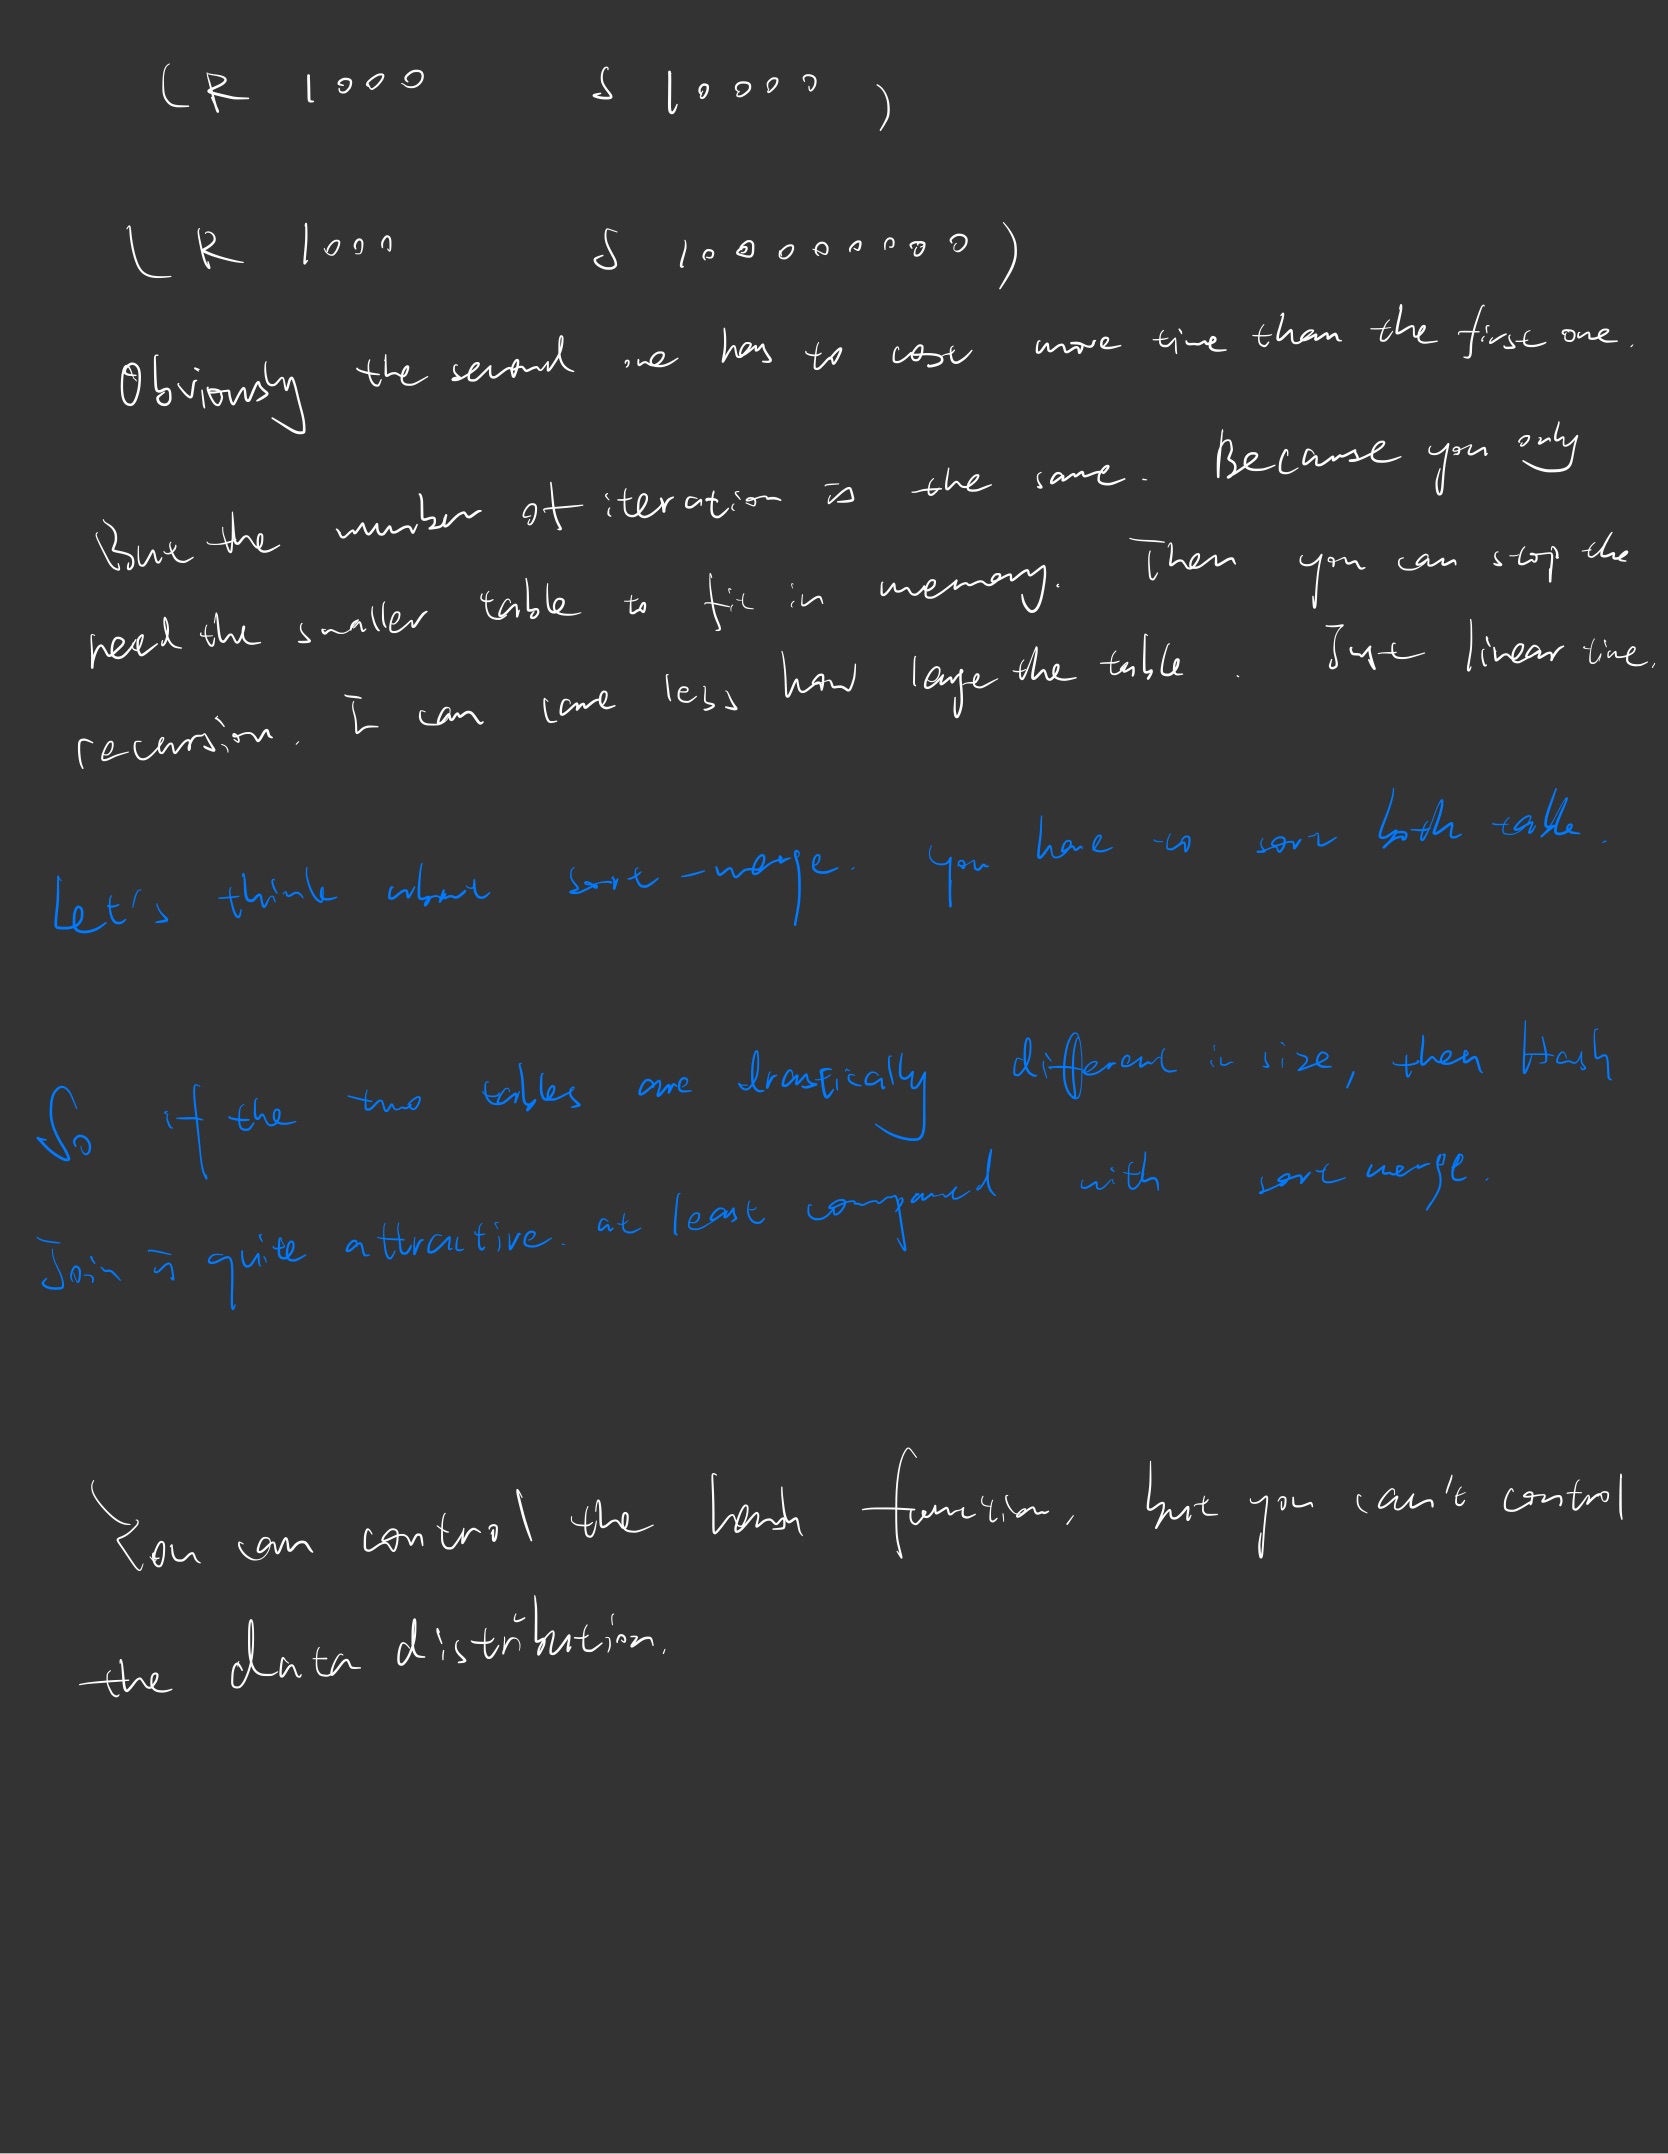 (R 1000 S 10000)
(R 1000 S 1000000000)
Obviously the second one has to cost more time than the first one.
But the number of iteration is the same. Because you only
need the smaller table to fit in memory. Then you can stop the
recursion. I can care less how large the table. Just linear time.
Let's think about sort-merge. you have to sort both table.
So if the two tables are drastically different in size, then Hash
Join is quite attractive. at least compared with sort merge.
You can control the hash function, but you can't control
the data distribution.